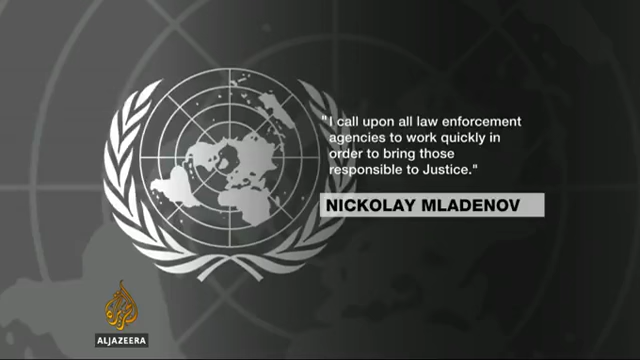 "I call upon all law enforcement
agencies to work quickly in
order to bring those
responsible to Justice."
NICKOLAY MLADENOV
الجزيرة
ALJAZEERA